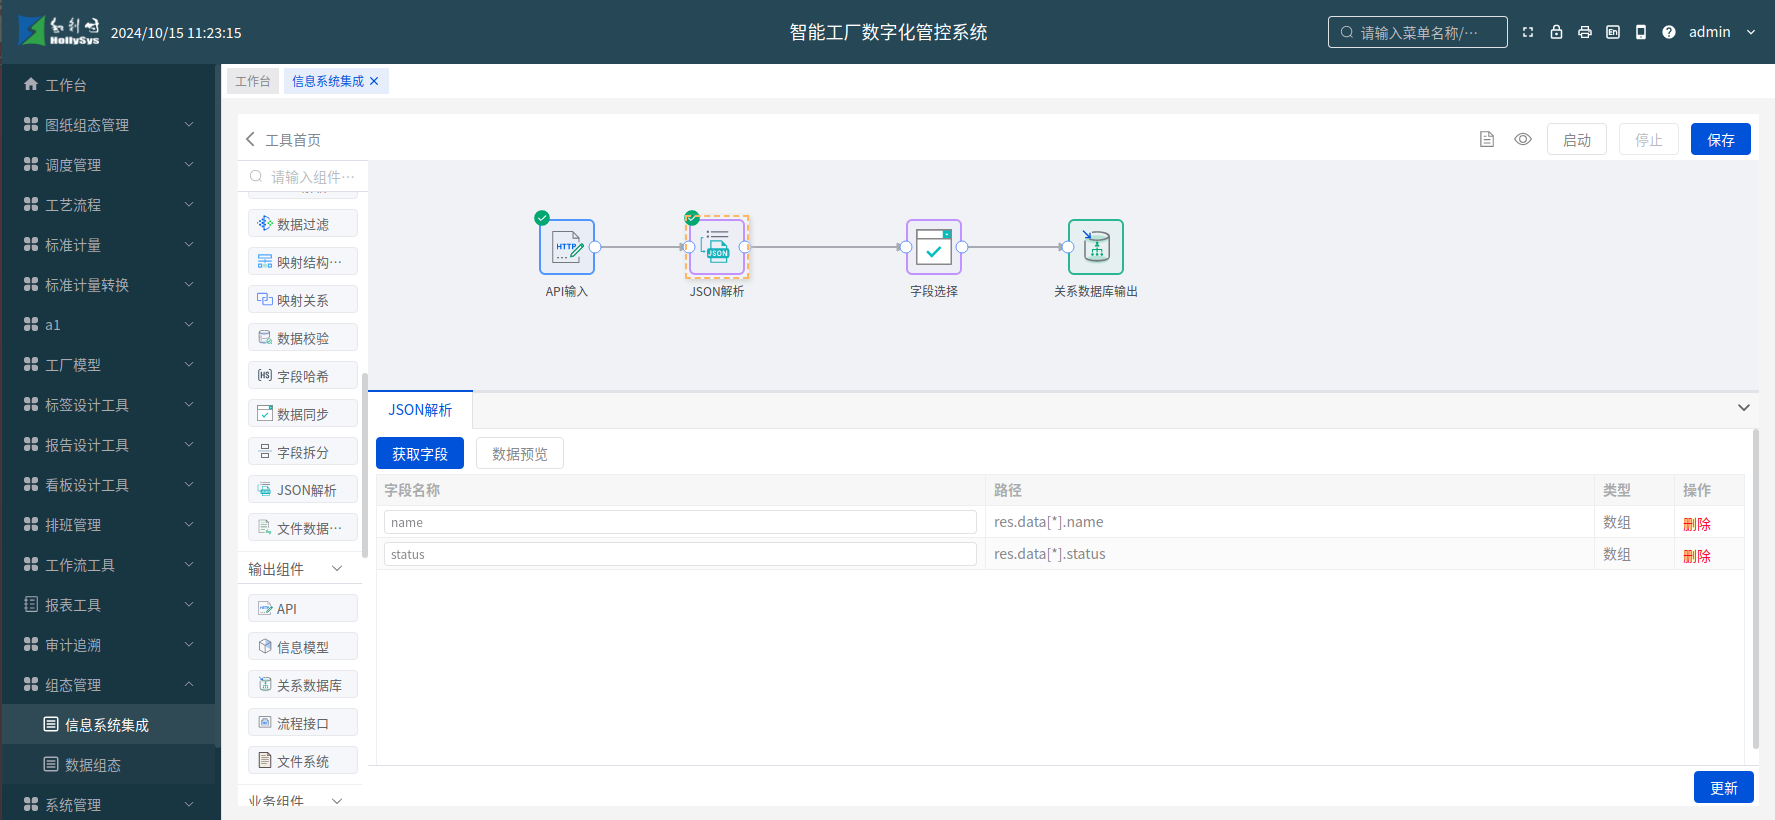 HollySys
2024/10/15 11:23:15
智能工厂数字化管控系统
请输入菜单名称/···
En
admin
工作台
图纸组态管理
调度管理
工艺流程
标准计量
标准计量转换
a1
工厂模型
标签设计工具
报告设计工具
看板设计工具
排班管理
工作流工具
报表工具
审计追溯
组态管理
信息系统集成
数据组态
系统管理
工作台
信息系统集成
工具首页
启动
停止
保存
请输入组件···
数据过滤
映射结构···
映射关系
数据校验
字段哈希
数据同步
字段拆分
JSON解析
文件数据···
输出组件
API
信息模型
关系数据库
流程接口
文件系统
业务组件
HTTP
API输入
JSON
JSON解析
字段选择
关系数据库输出
JSON解析
获取字段
数据预览
字段名称 路径 类型 操作
name res.data[*].name 数组 删除
status res.data[*].status 数组 删除
更新